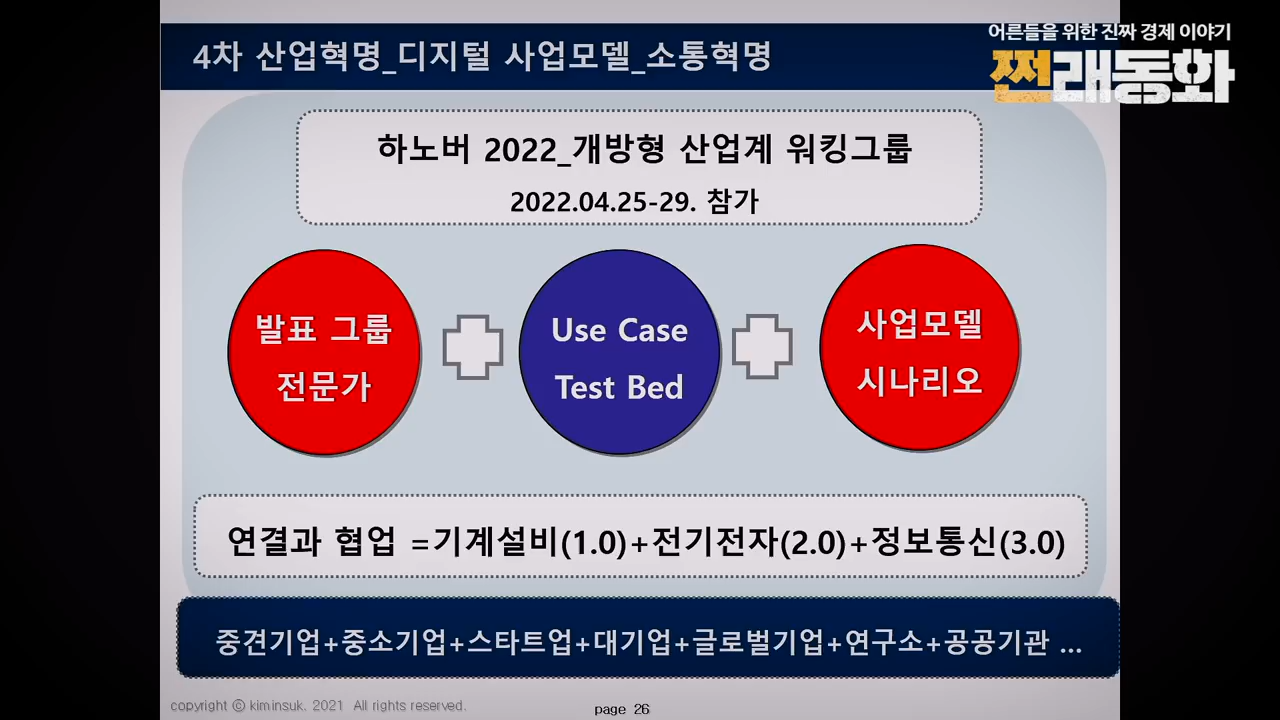 4차 산업혁명_디지털 사업모델_소통혁명
어른들을 위한 진짜 경제 이야기
쩐래동화
하노버 2022_개방형 산업계 워킹그룹
2022.04.25-29. 참가
발표 그룹
전문가
Use Case
Test Bed
사업모델
시나리오
연결과 협업 =기계설비(1.0)+전기전자(2.0)+정보통신(3.0)
중견기업+중소기업+스타트업+대기업+글로벌기업+연구소+공공기관 ...
copyright ⓒ kiminsuk. 2021 All rights reserved.
page 26